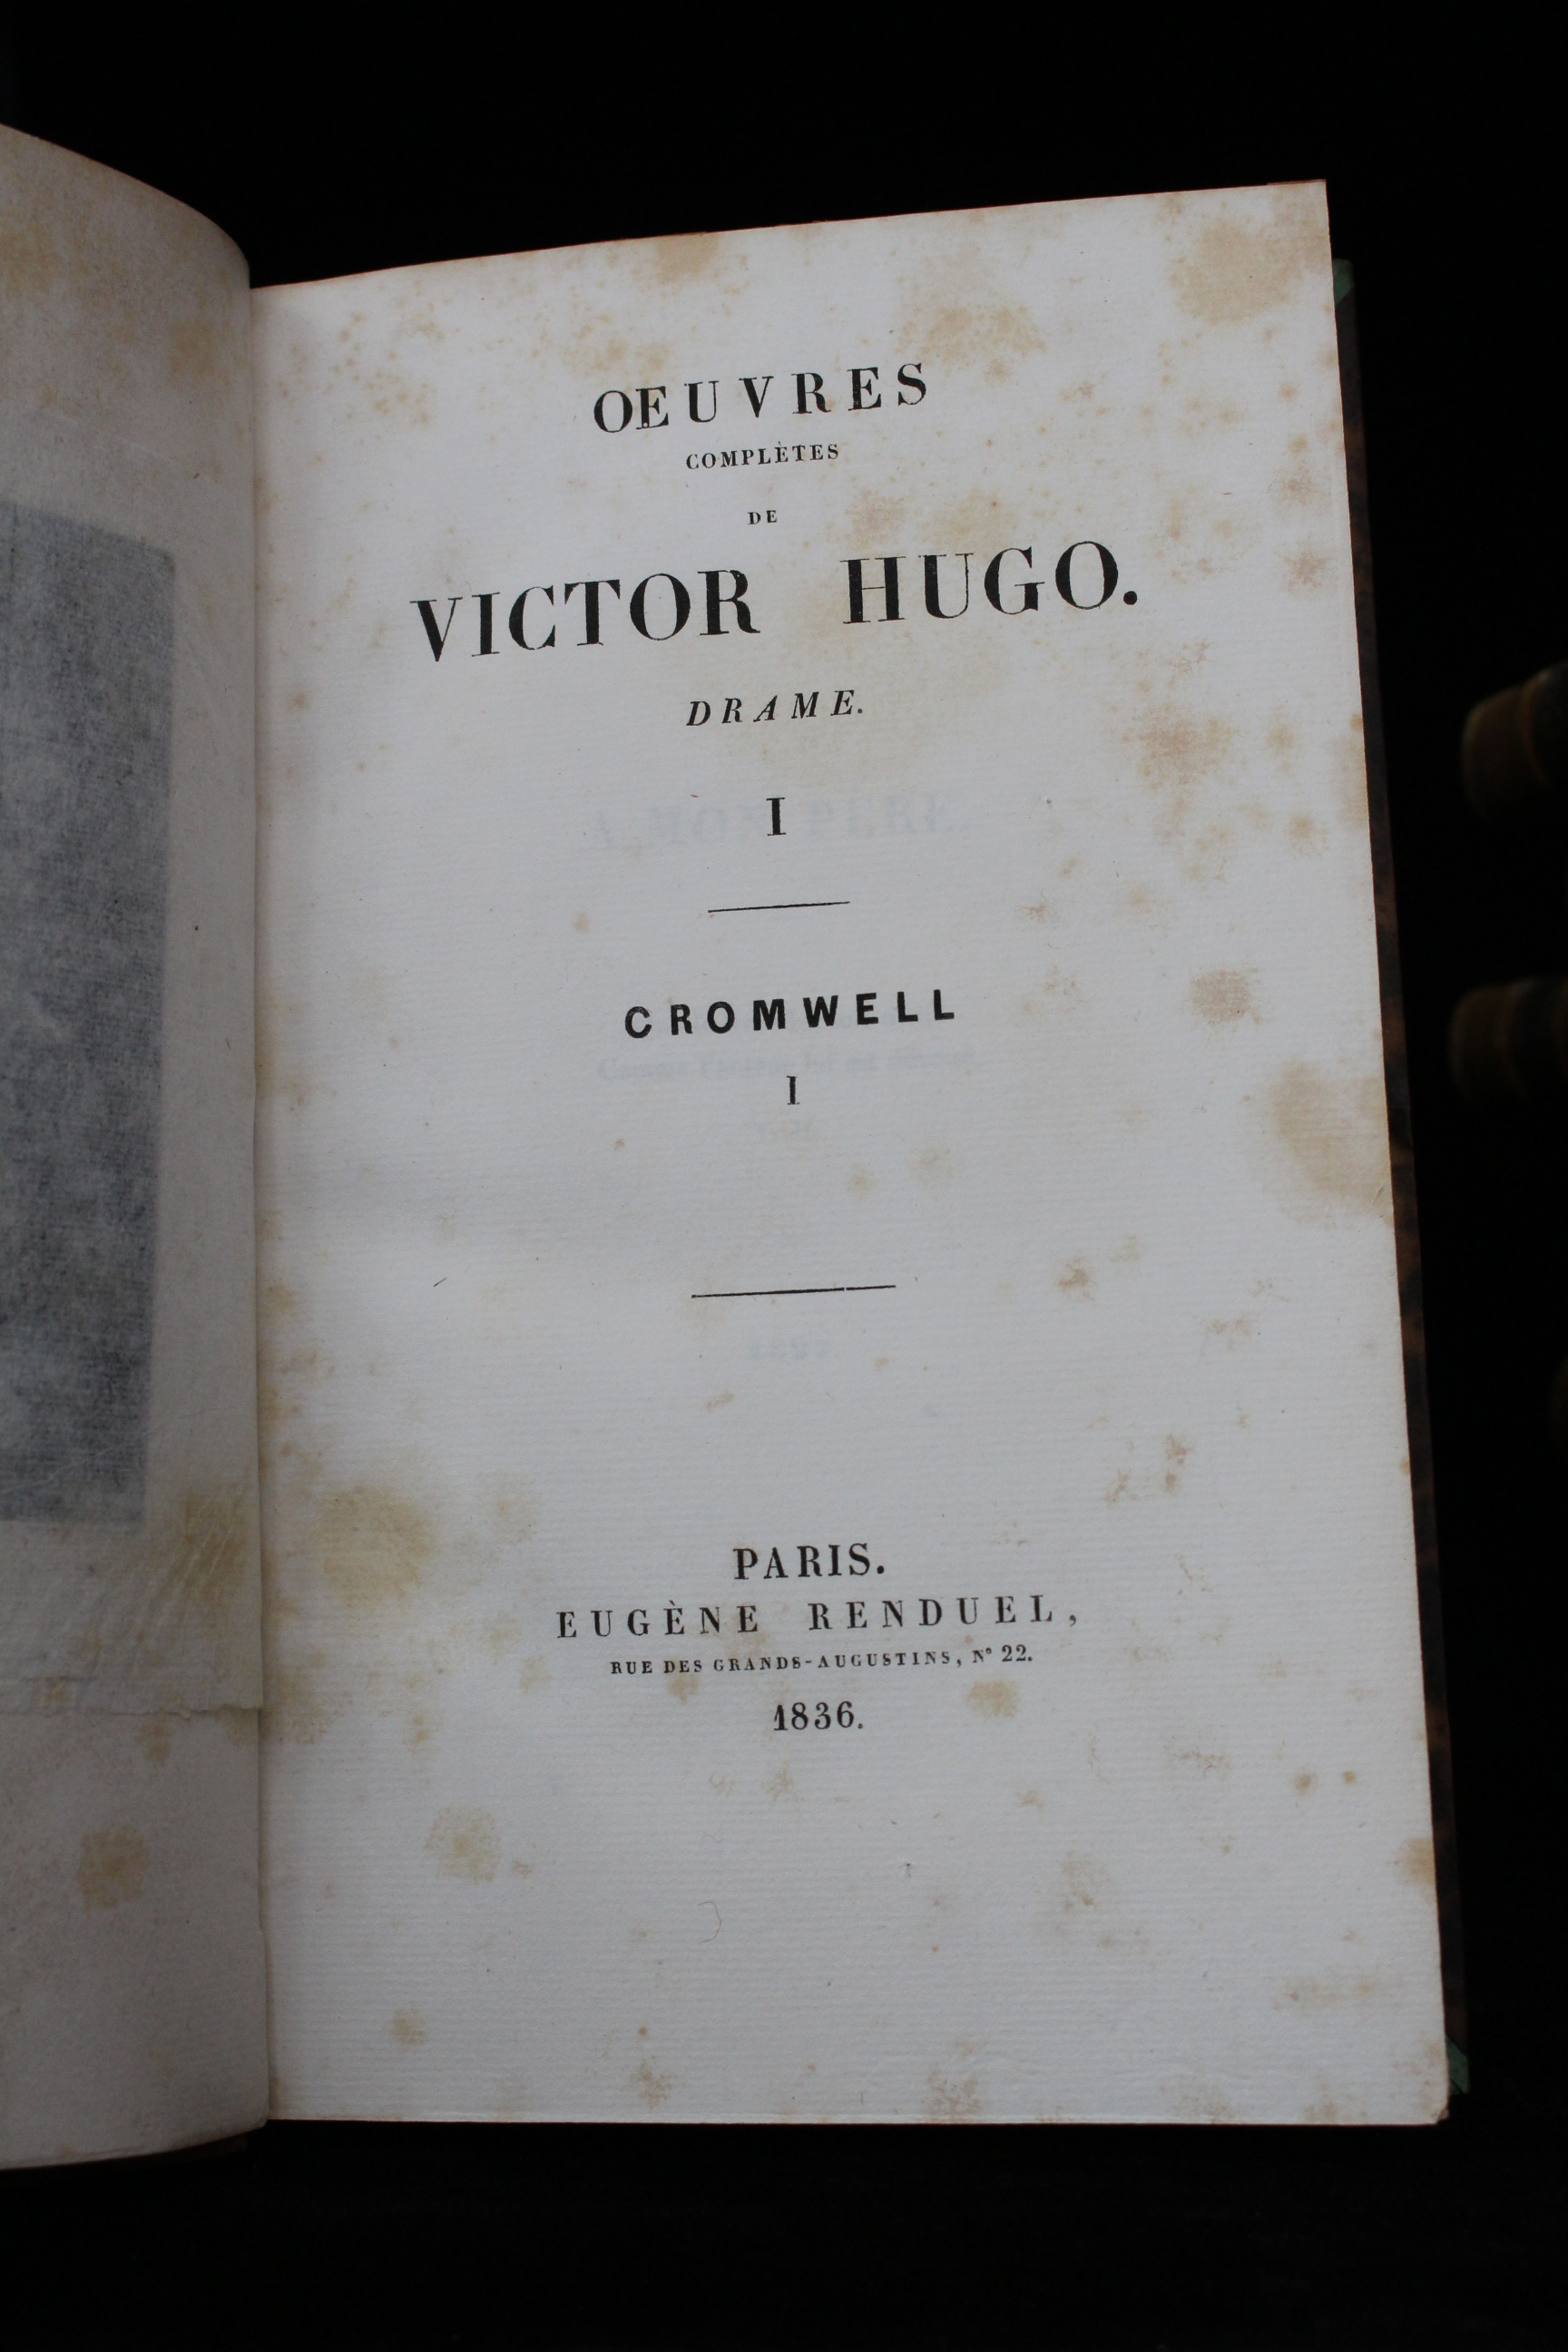 OEUVRES
COMPLÈTES
DE
VICTOR HUGO.
DRAME.
I
CROMWELL
I
PARIS.
EUGÈNE RENDUEL,
RUE DES GRANDS-AUGUSTINS, N° 22.
1836.